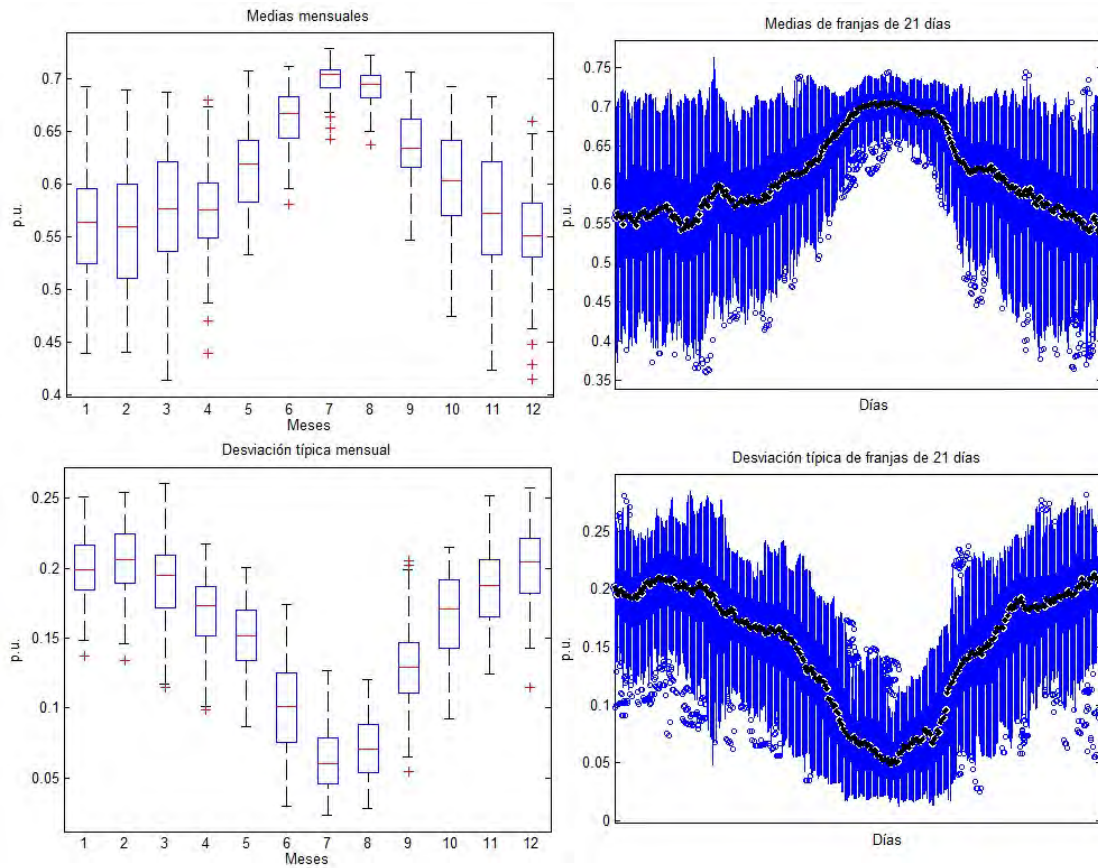 Medias mensuales
0.7
0.65
0.6
0.55
0.5
0.45
0.4
p.u.
1 2 3 4 5 6 7 8 9 10 11 12
Meses
Medias de franjas de 21 días
0.75
0.7
0.65
0.6
0.55
0.5
0.45
0.4
0.35
p.u.
Días
Desviación típica mensual
0.25
0.2
0.15
0.1
0.05
p.u.
1 2 3 4 5 6 7 8 9 10 11 12
Meses
Desviación típica de franjas de 21 días
0.25
0.2
0.15
0.1
0.05
0
p.u.
Días